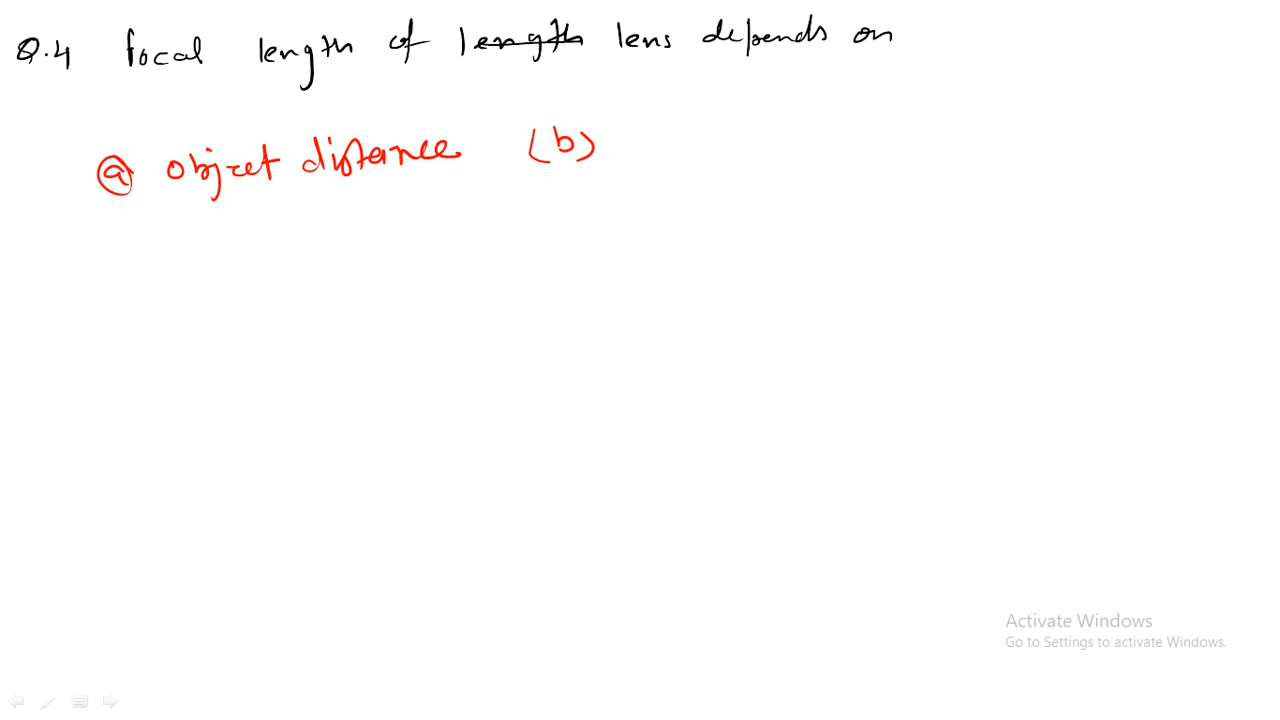 Q.4 focal length of length lens depends on
(a) object distance (b)
Activate Windows
Go to Settings to activate Windows.